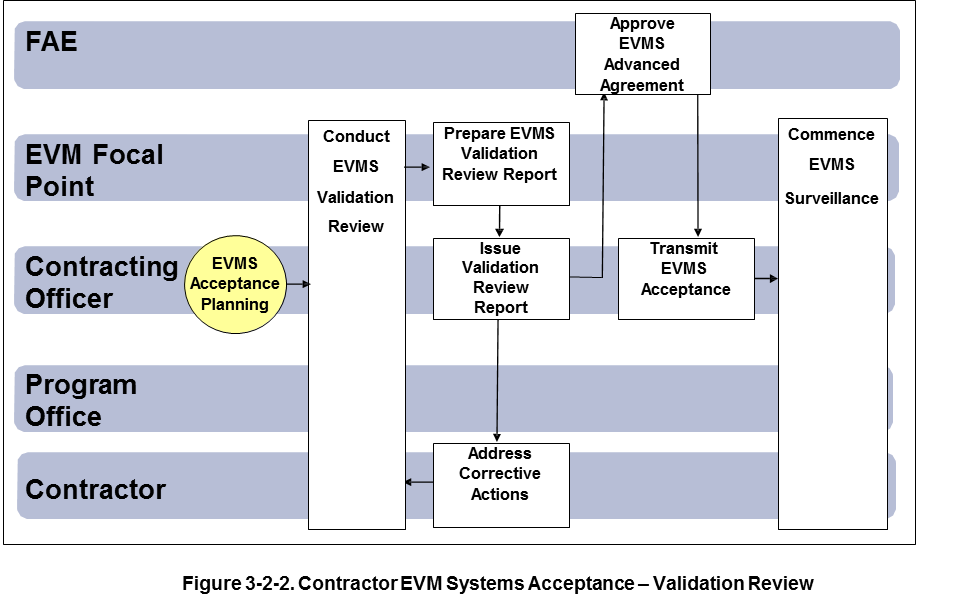 FAE
Approve
EVMS
Advanced
Agreement
EVM Focal
Point
Conduct
EVMS
Validation
Review
Prepare EVMS
Validation
Review Report
Commence
EVMS
Surveillance
Contracting
Officer
EVMS
Acceptance
Planning
Issue
Validation
Review
Report
Transmit
EVMS
Acceptance
Program
Office
Contractor
Address
Corrective
Actions
Figure 3-2-2. Contractor EVM Systems Acceptance – Validation Review